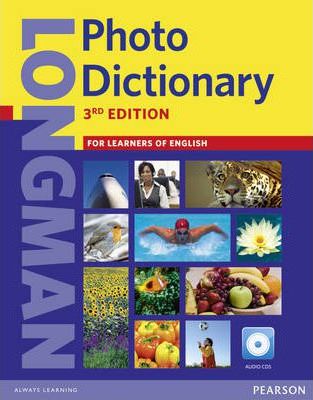 LONGMAN
Photo
Dictionary
3RD EDITION
FOR LEARNERS OF ENGLISH
AUDIO CDS
ALWAYS LEARNING
PEARSON